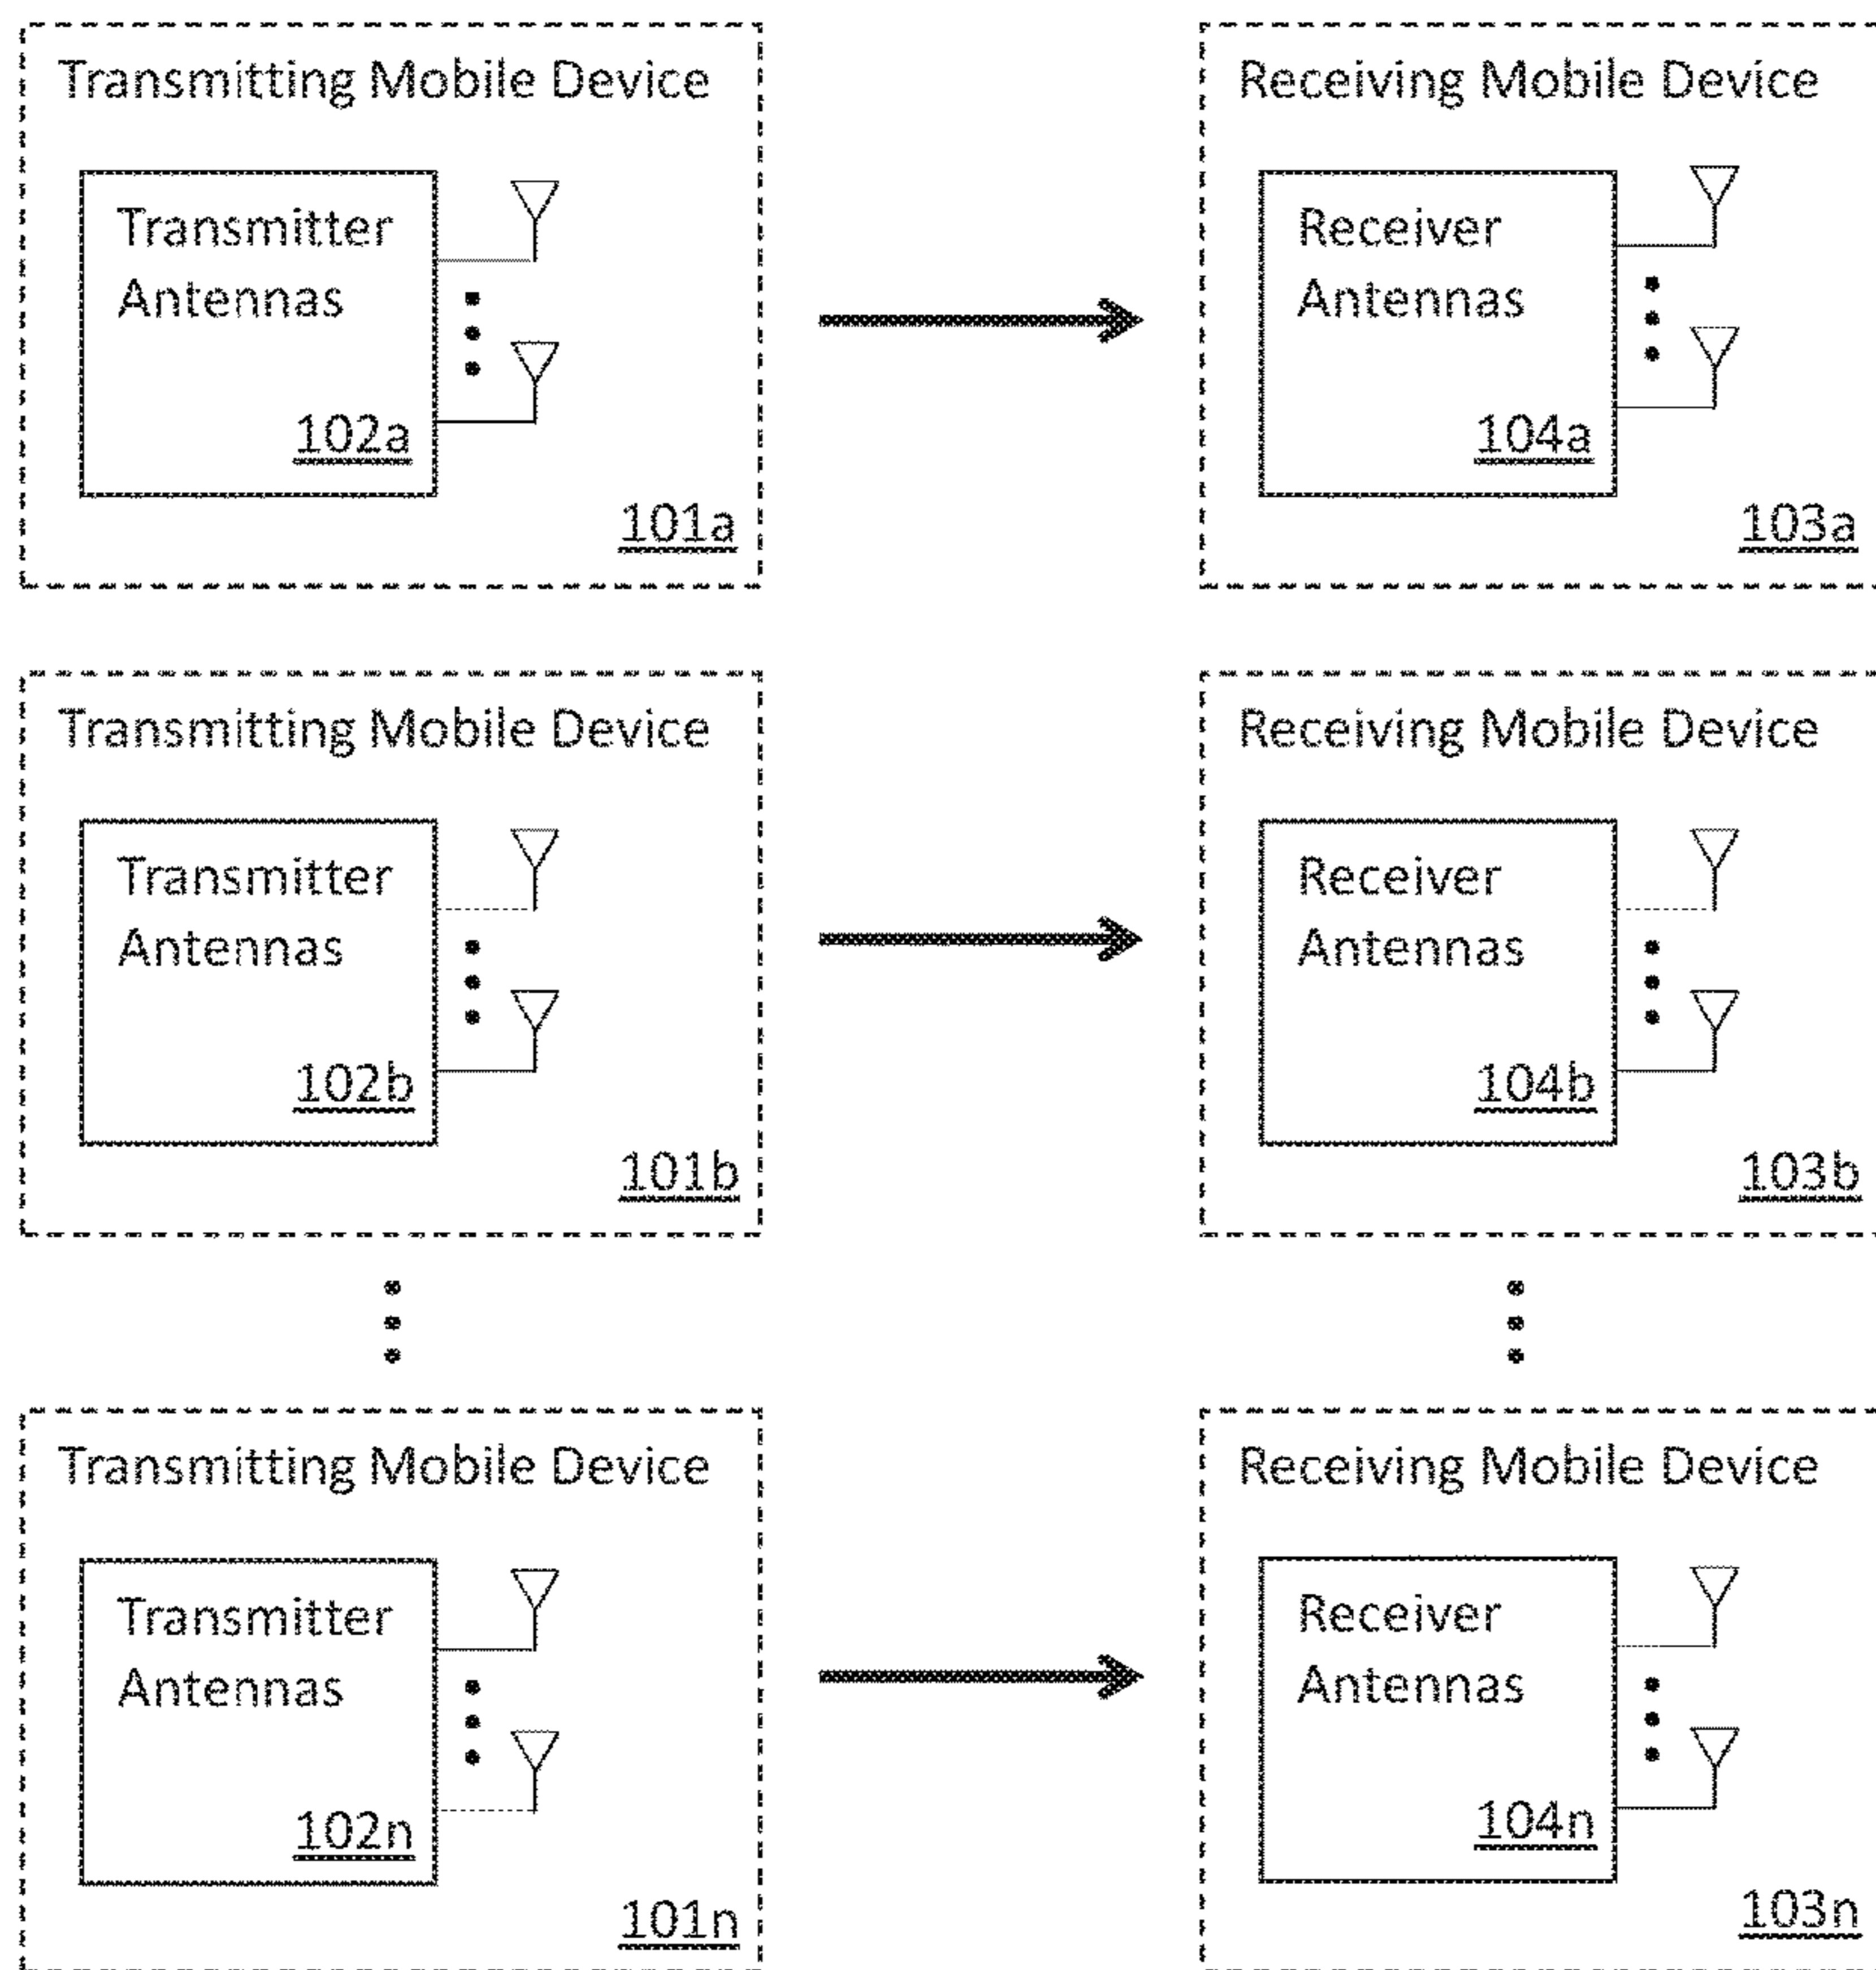 Transmitting Mobile Device
Transmitter
Antennas
102a
101a
Receiving Mobile Device
Receiver
Antennas
104a
103a
Transmitting Mobile Device
Transmitter
Antennas
102b
101b
Receiving Mobile Device
Receiver
Antennas
104b
103b
Transmitting Mobile Device
Transmitter
Antennas
102n
101n
Receiving Mobile Device
Receiver
Antennas
104n
103n